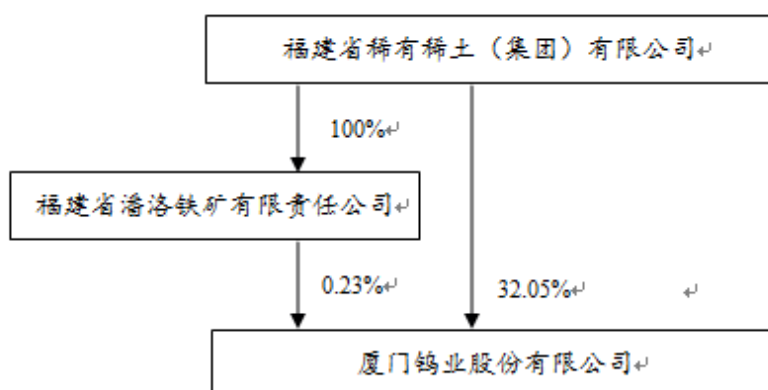 福建省稀有稀土（集团）有限公司↵
100%↵
福建省潘洛铁矿有限责任公司↵
0.23%↵
32.05%↵
↵
厦门钨业股份有限公司↵